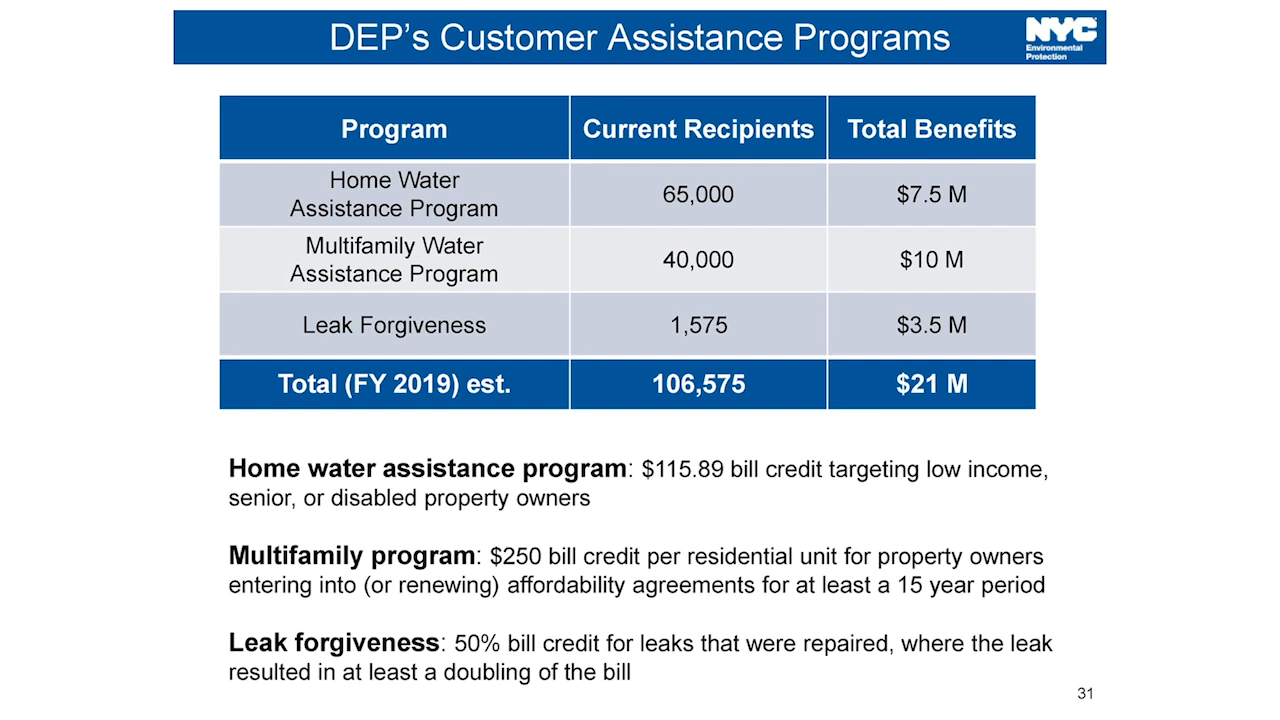 DEP’s Customer Assistance Programs
NYC
Environmental
Protection
Program
Current Recipients
Total Benefits
Home Water
Assistance Program
65,000
$7.5 M
Multifamily Water
Assistance Program
40,000
$10 M
Leak Forgiveness
1,575
$3.5 M
Total (FY 2019) est.
106,575
$21 M
Home water assistance program: $115.89 bill credit targeting low income,
senior, or disabled property owners
Multifamily program: $250 bill credit per residential unit for property owners
entering into (or renewing) affordability agreements for at least a 15 year period
Leak forgiveness: 50% bill credit for leaks that were repaired, where the leak
resulted in at least a doubling of the bill
31